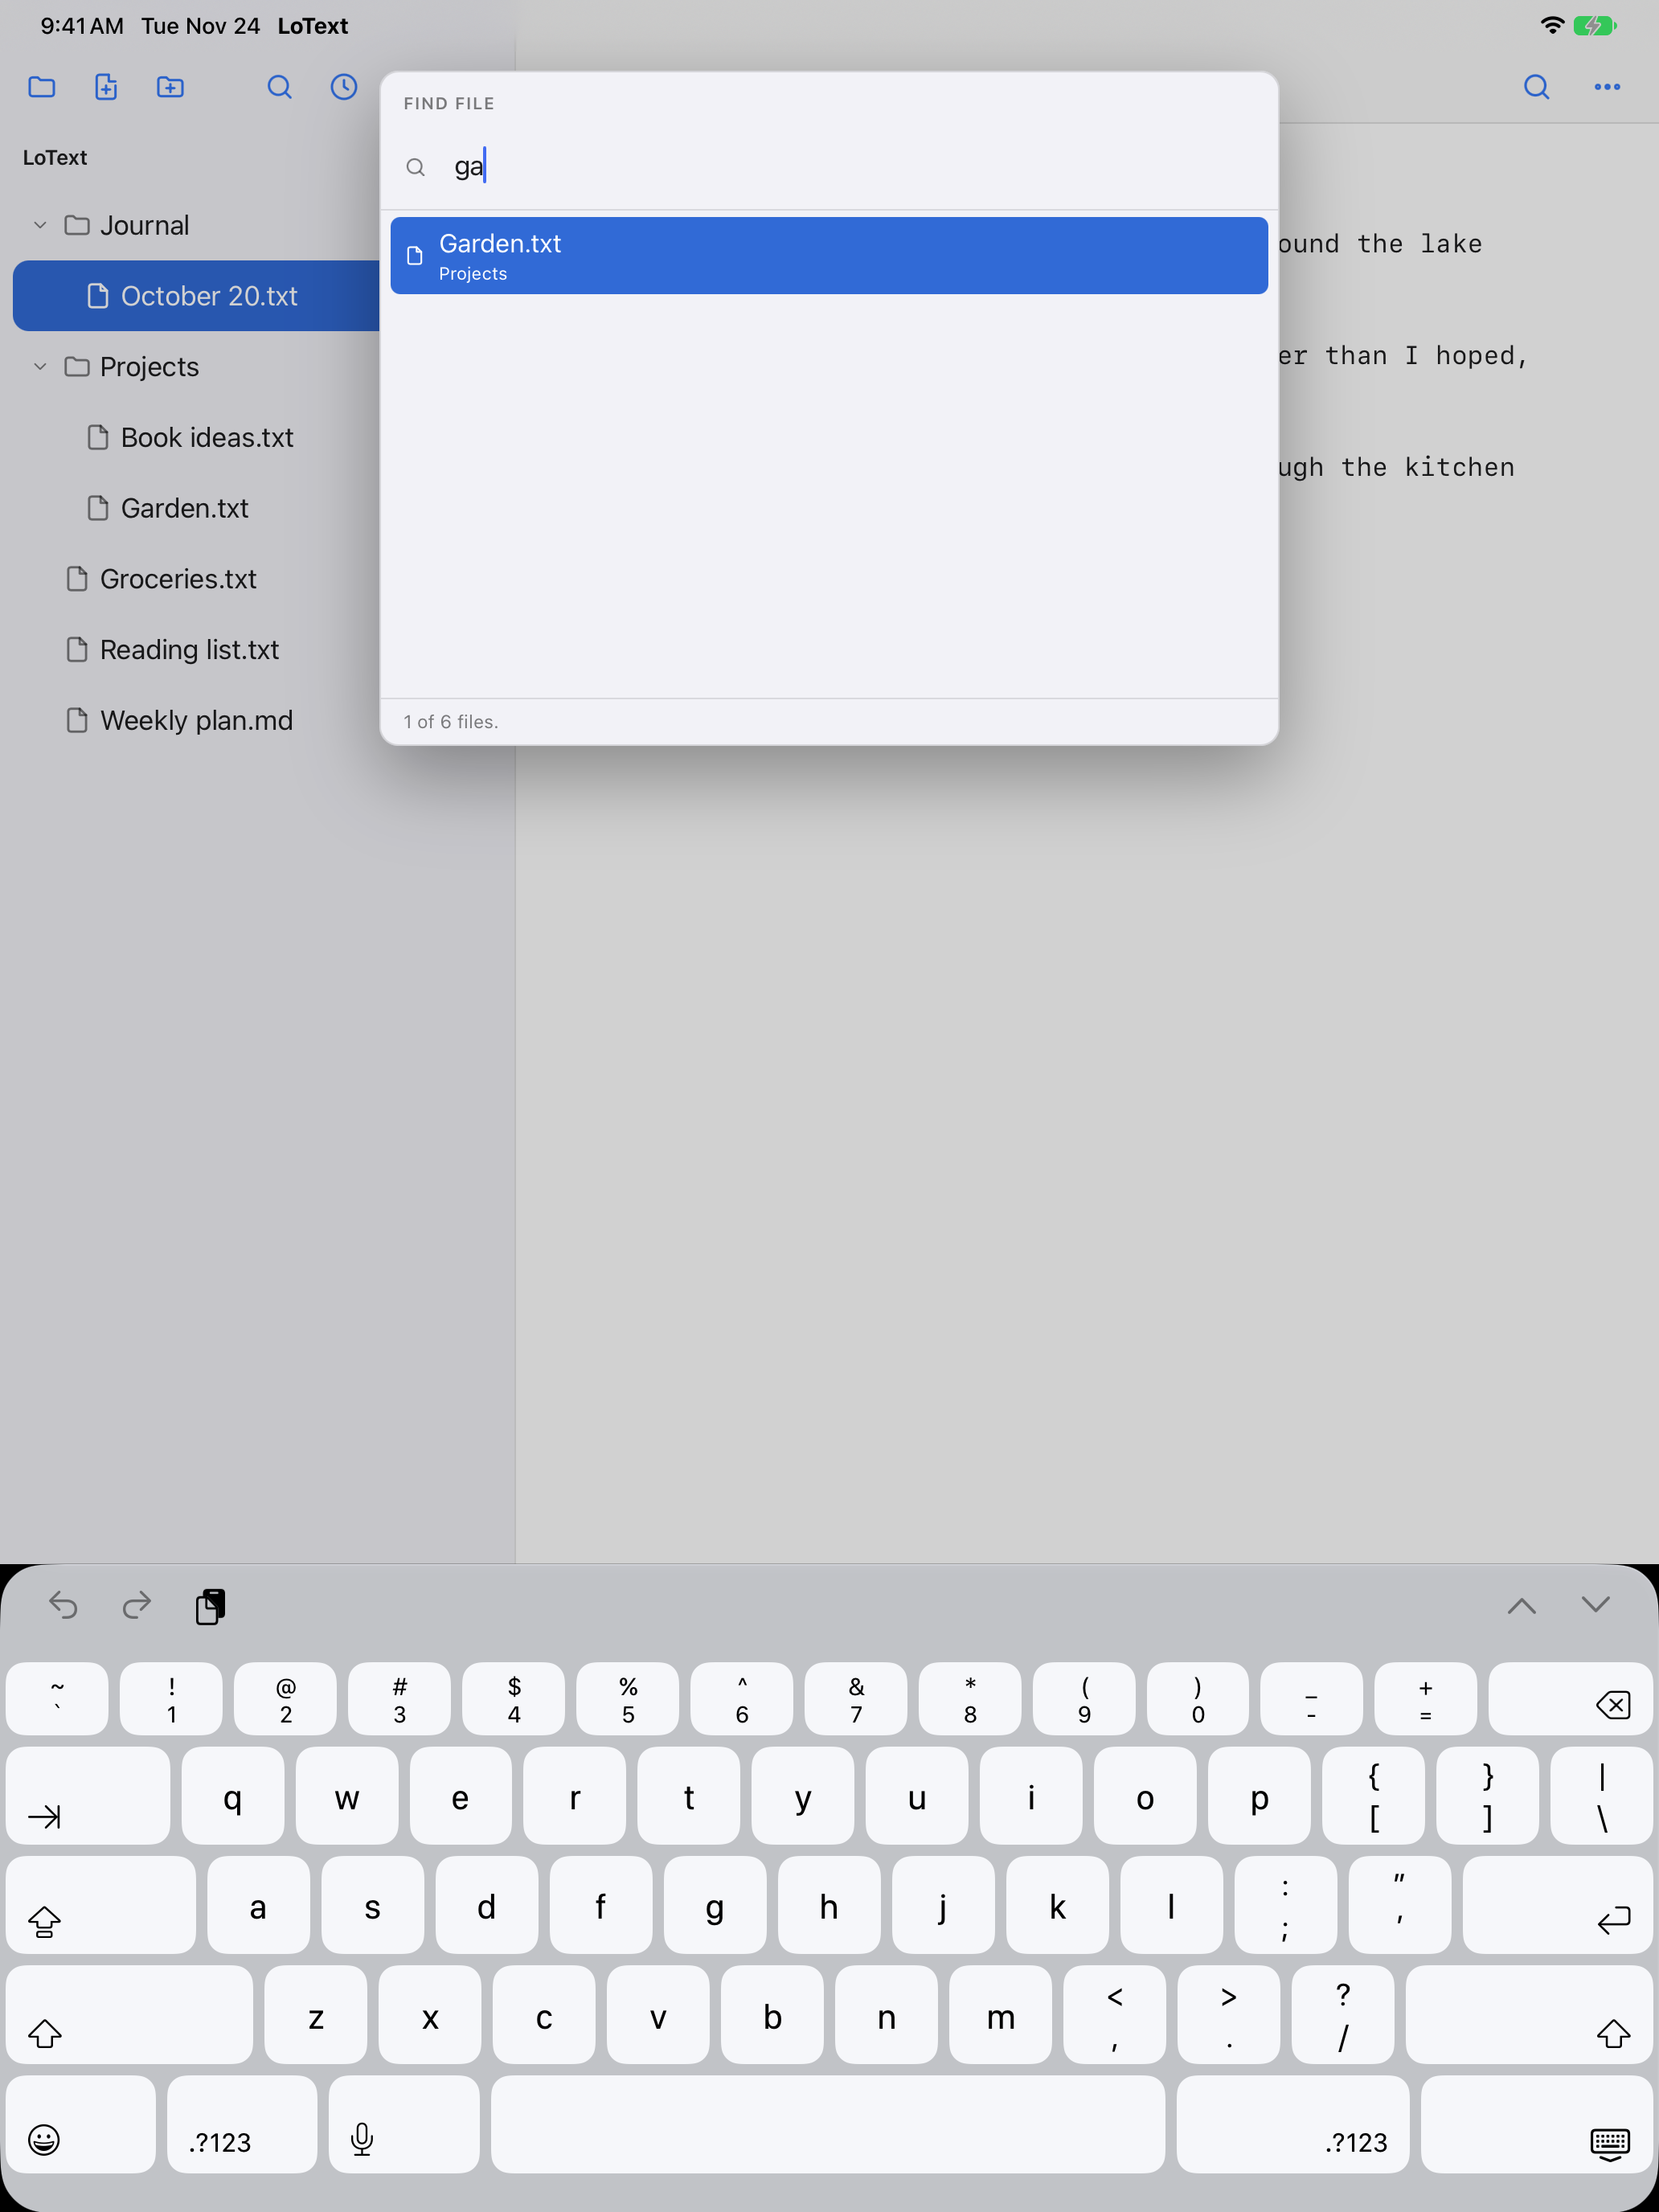 9:41 AM Tue Nov 24 LoText
FIND FILE
ga
Garden.txt
Projects
1 of 6 files.
LoText
Journal
October 20.txt
Projects
Book ideas.txt
Garden.txt
Groceries.txt
Reading list.txt
Weekly plan.md
ound the lake
er than I hoped,
ugh the kitchen
~ ! @ # $ % ^ & * ( ) _ +
` 1 2 3 4 5 6 7 8 9 0 - =
q w e r t y u i o p { } |
[ ] \
a s d f g h j k l : "
; '
z x c v b n m < > ?
, . /
.?123 .?123